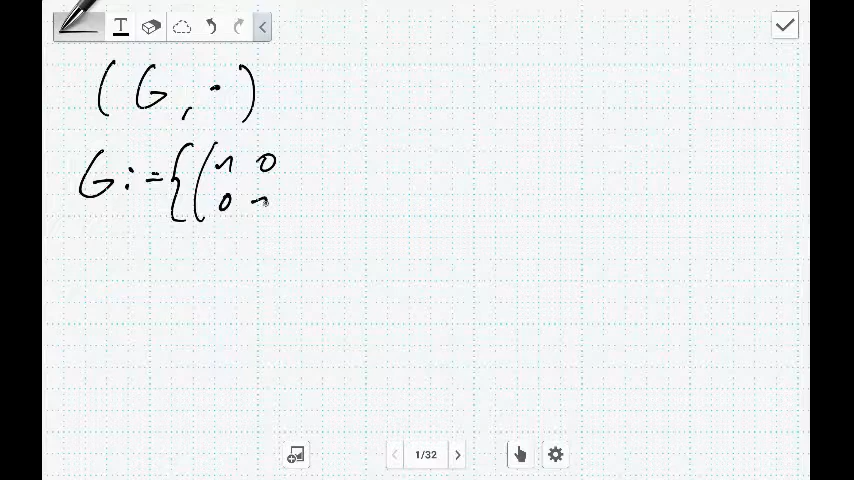 T
( G , · )
G := { ( 1 0
0 1
1/32